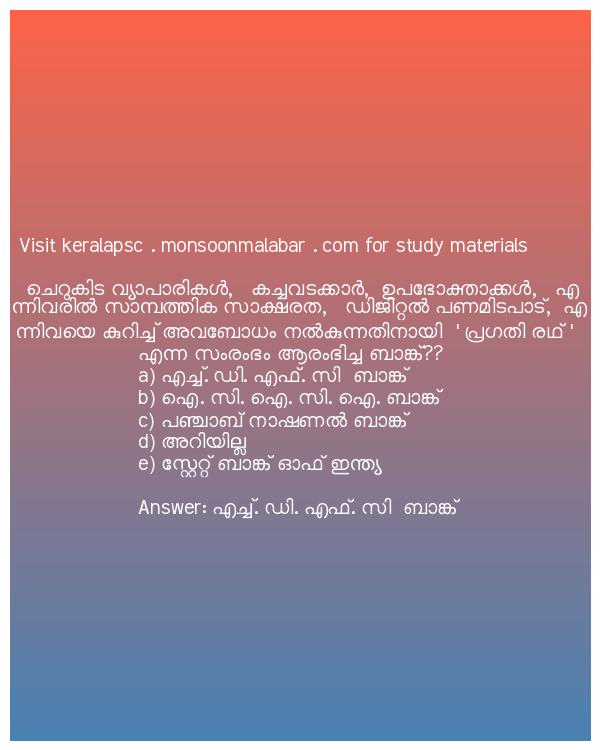 Visit keralapsc . monsoonmalabar . com for study materials
ചെറുകിട വ്യാപാരികൾ, കച്ചവടക്കാർ, ഉപഭോക്താക്കൾ, എ
ന്നിവരിൽ സാമ്പത്തിക സാക്ഷരത, ഡിജിറ്റൽ പണമിടപാട്, എ
ന്നിവയെ കുറിച്ച് അവബോധം നൽകുന്നതിനായി ' പ്രഗതി രഥ് '
എന്ന സംരംഭം ആരംഭിച്ച ബാങ്ക്??
a) എച്ച്. ഡി. എഫ്. സി ബാങ്ക്
b) ഐ. സി. ഐ. സി. ഐ. ബാങ്ക്
c) പഞ്ചാബ് നാഷണൽ ബാങ്ക്
d) അറിയില്ല
e) സ്റ്റേറ്റ് ബാങ്ക് ഓഫ് ഇന്ത്യ
Answer: എച്ച്. ഡി. എഫ്. സി ബാങ്ക്